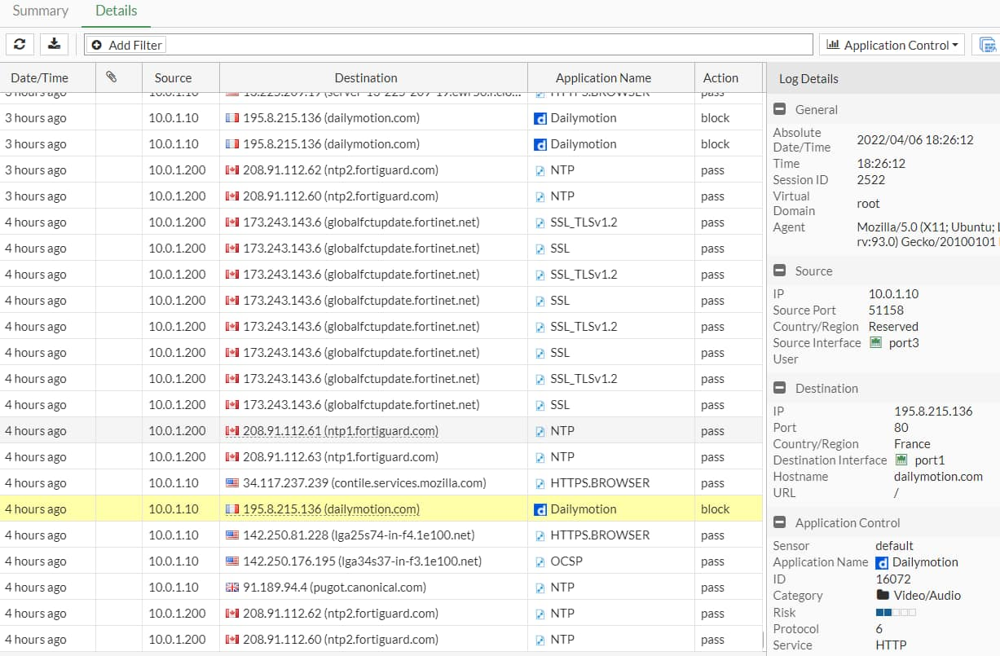 Summary Details
Add Filter Application Control
Date/Time Source Destination Application Name Action
3 hours ago 10.0.1.10 HTTPS.BROWSER pass
3 hours ago 10.0.1.10 195.8.215.136 (dailymotion.com) Dailymotion block
3 hours ago 10.0.1.10 195.8.215.136 (dailymotion.com) Dailymotion block
3 hours ago 10.0.1.200 208.91.112.62 (ntp2.fortiguard.com) NTP pass
3 hours ago 10.0.1.200 208.91.112.60 (ntp2.fortiguard.com) NTP pass
4 hours ago 10.0.1.200 173.243.143.6 (globalfctupdate.fortinet.net) SSL_TLSv1.2 pass
4 hours ago 10.0.1.200 173.243.143.6 (globalfctupdate.fortinet.net) SSL pass
4 hours ago 10.0.1.200 173.243.143.6 (globalfctupdate.fortinet.net) SSL_TLSv1.2 pass
4 hours ago 10.0.1.200 173.243.143.6 (globalfctupdate.fortinet.net) SSL pass
4 hours ago 10.0.1.200 173.243.143.6 (globalfctupdate.fortinet.net) SSL_TLSv1.2 pass
4 hours ago 10.0.1.200 173.243.143.6 (globalfctupdate.fortinet.net) SSL pass
4 hours ago 10.0.1.200 173.243.143.6 (globalfctupdate.fortinet.net) SSL_TLSv1.2 pass
4 hours ago 10.0.1.200 173.243.143.6 (globalfctupdate.fortinet.net) SSL pass
4 hours ago 10.0.1.200 208.91.112.61 (ntp1.fortiguard.com) NTP pass
4 hours ago 10.0.1.200 208.91.112.63 (ntp1.fortiguard.com) NTP pass
4 hours ago 10.0.1.10 34.117.237.239 (contile.services.mozilla.com) HTTPS.BROWSER pass
4 hours ago 10.0.1.10 195.8.215.136 (dailymotion.com) Dailymotion block
4 hours ago 10.0.1.10 142.250.81.228 (lga25s74-in-f4.1e100.net) HTTPS.BROWSER pass
4 hours ago 10.0.1.10 142.250.176.195 (lga34s37-in-f3.1e100.net) OCSP pass
4 hours ago 10.0.1.10 91.189.94.4 (pugot.canonical.com) NTP pass
4 hours ago 10.0.1.200 208.91.112.62 (ntp2.fortiguard.com) NTP pass
4 hours ago 10.0.1.200 208.91.112.60 (ntp2.fortiguard.com) NTP pass
Log Details
General
Absolute
Date/Time 2022/04/06 18:26:12
Time 18:26:12
Session ID 2522
Virtual
Domain root
Agent Mozilla/5.0 (X11; Ubuntu;
rv:93.0) Gecko/20100101
Source
IP 10.0.1.10
Source Port 51158
Country/Region Reserved
Source Interface port3
User
Destination
IP 195.8.215.136
Port 80
Country/Region France
Destination Interface port1
Hostname dailymotion.com
URL /
Application Control
Sensor default
Application Name Dailymotion
ID 16072
Category Video/Audio
Risk
Protocol 6
Service HTTP